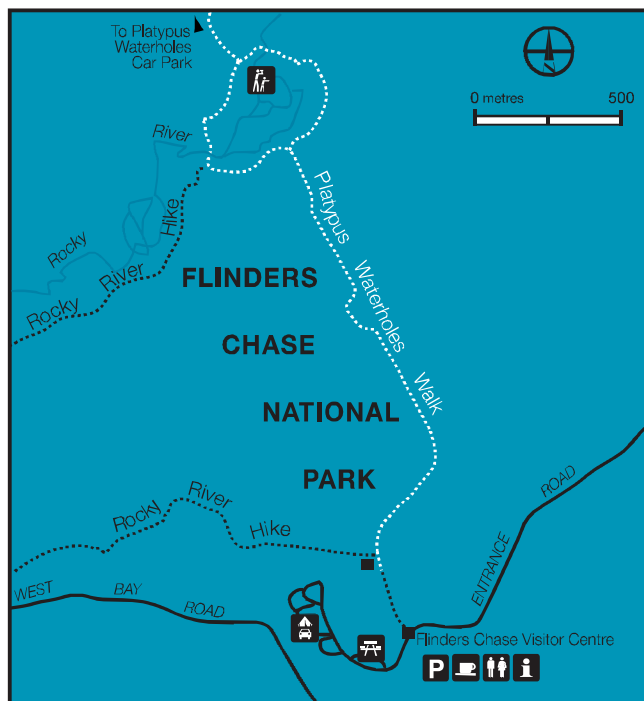 To Platypus
Waterholes
Car Park
N
0 metres 500
River
Rocky
Rocky River Hike
Platypus Waterholes Walk
FLINDERS
CHASE
NATIONAL
PARK
Rocky River Hike
WEST BAY ROAD
ENTRANCE ROAD
Flinders Chase Visitor Centre
P
i